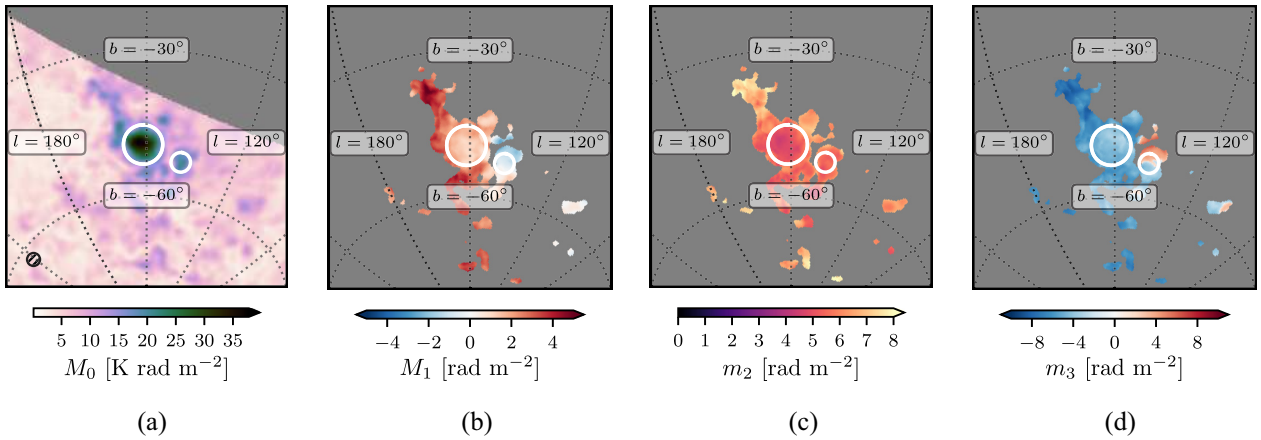 b = −30°
l = 180°
l = 120°
b = −60°
5 10 15 20 25 30 35
M₀ [K rad m⁻²]
(a)
b = −30°
l = 180°
l = 120°
b = −60°
−4 −2 0 2 4
M₁ [rad m⁻²]
(b)
b = −30°
l = 180°
l = 120°
b = −60°
0 1 2 3 4 5 6 7 8
m₂ [rad m⁻²]
(c)
b = −30°
l = 180°
l = 120°
b = −60°
−8 −4 0 4 8
m₃ [rad m⁻²]
(d)